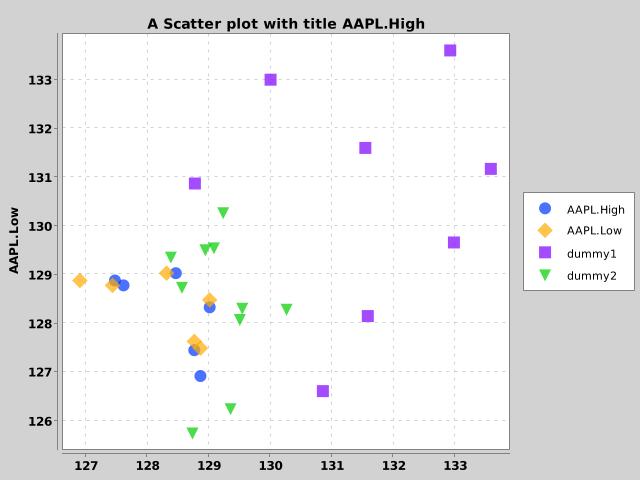 A Scatter plot with title AAPL.High
133
132
131
130
129
128
127
126
AAPL.Low
127 128 129 130 131 132 133
AAPL.High
AAPL.Low
dummy1
dummy2